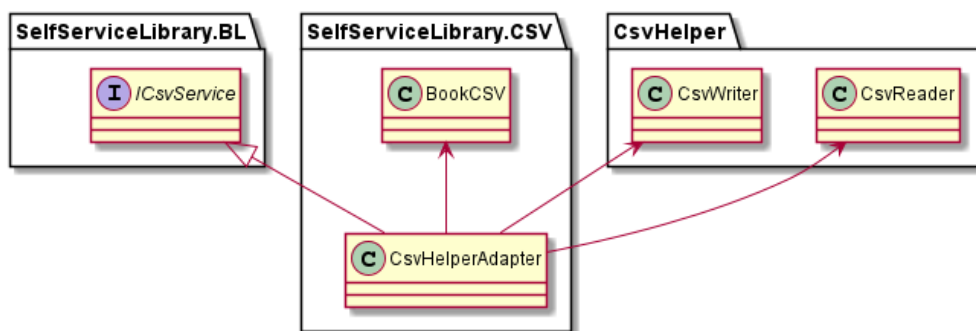 SelfServiceLibrary.BL
SelfServiceLibrary.CSV
CsvHelper
I ICsvService
C BookCSV
C CsvWriter
C CsvReader
C CsvHelperAdapter